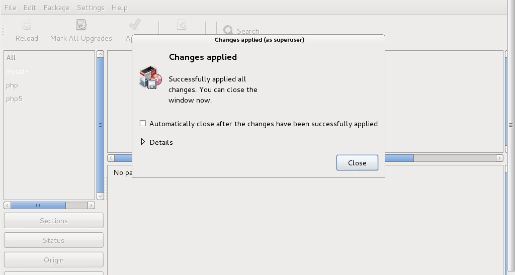 File Edit Package Settings Help
Reload Mark All Upgrades
Search
Changes applied (as superuser)
All
php
php5
Changes applied
Successfully applied all
changes. You can close the
window now.
Automatically close after the changes have been successfully applied
Details
Close
No pa
Sections
Status
Origin